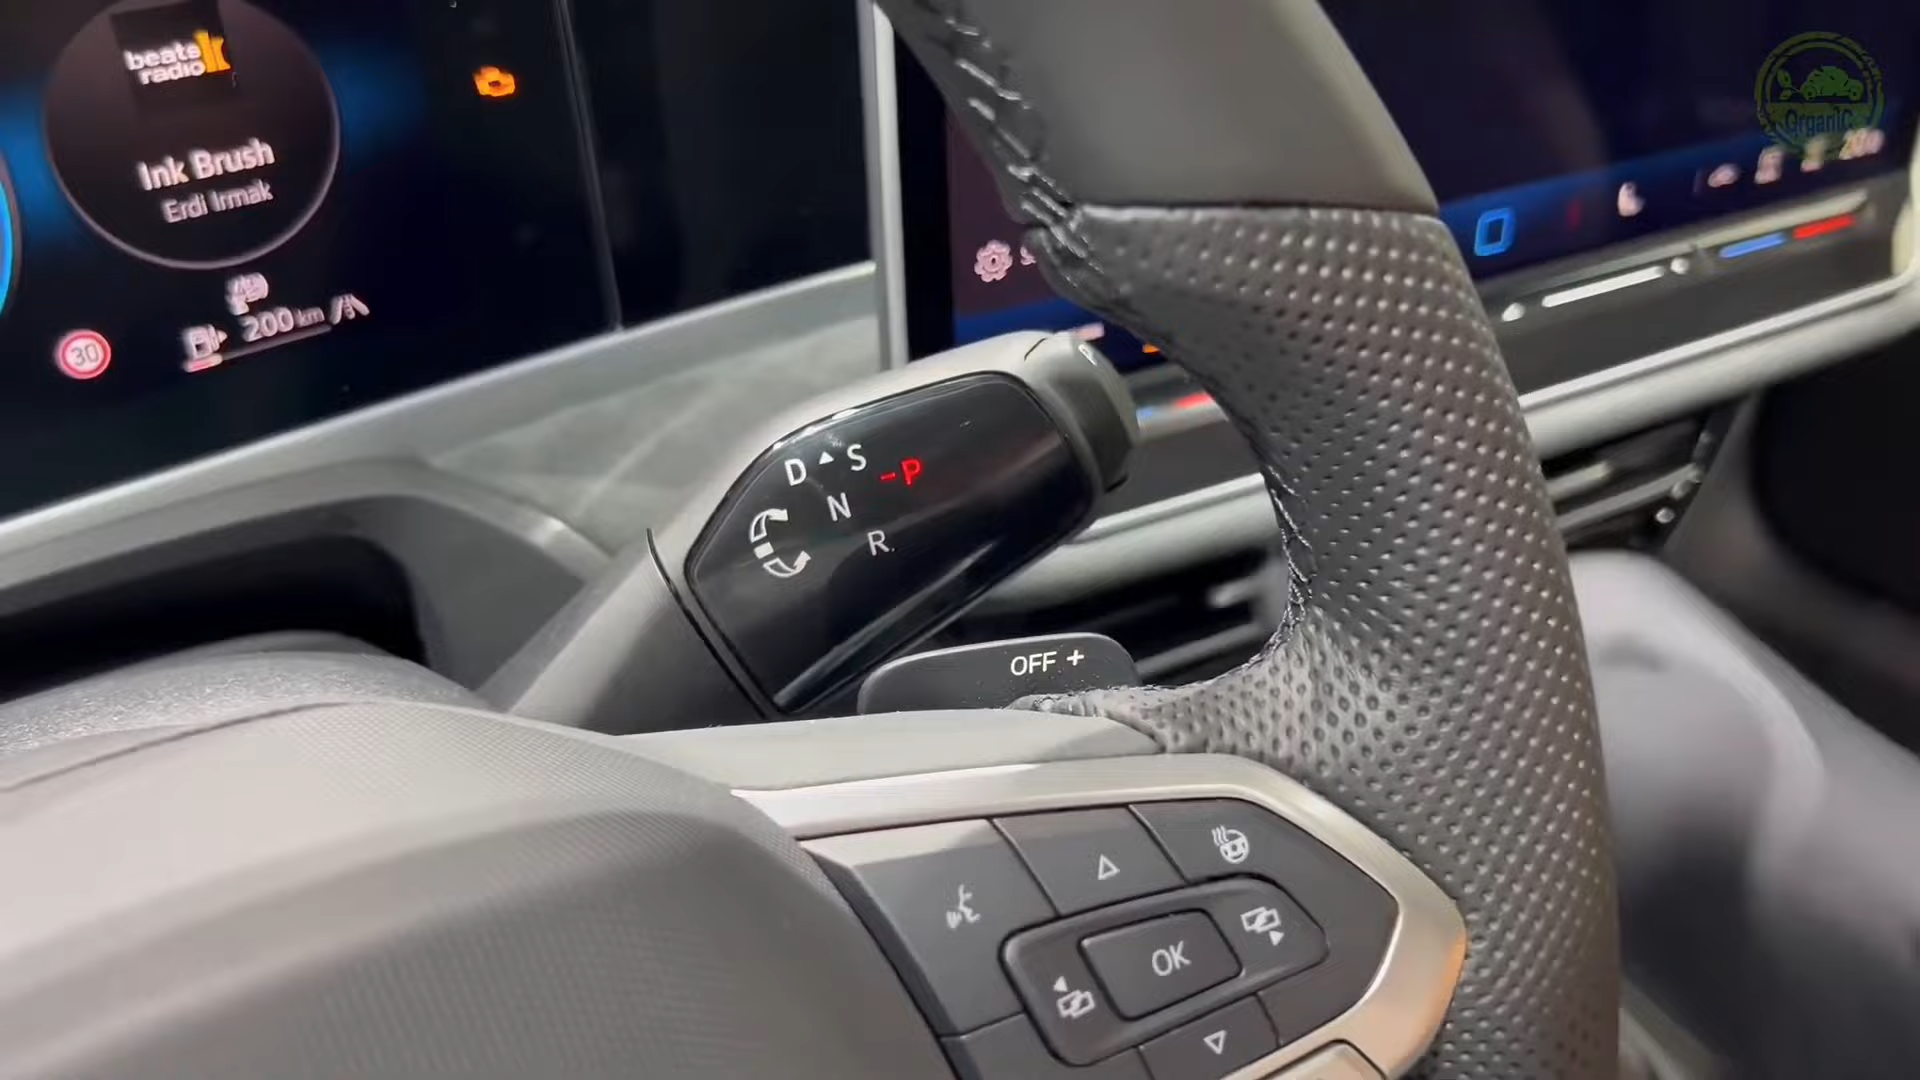 beats
radio
Ink Brush
Erdi Irmak
30
200 km
D S
-P
N
R
OFF +
OK
OrganIC